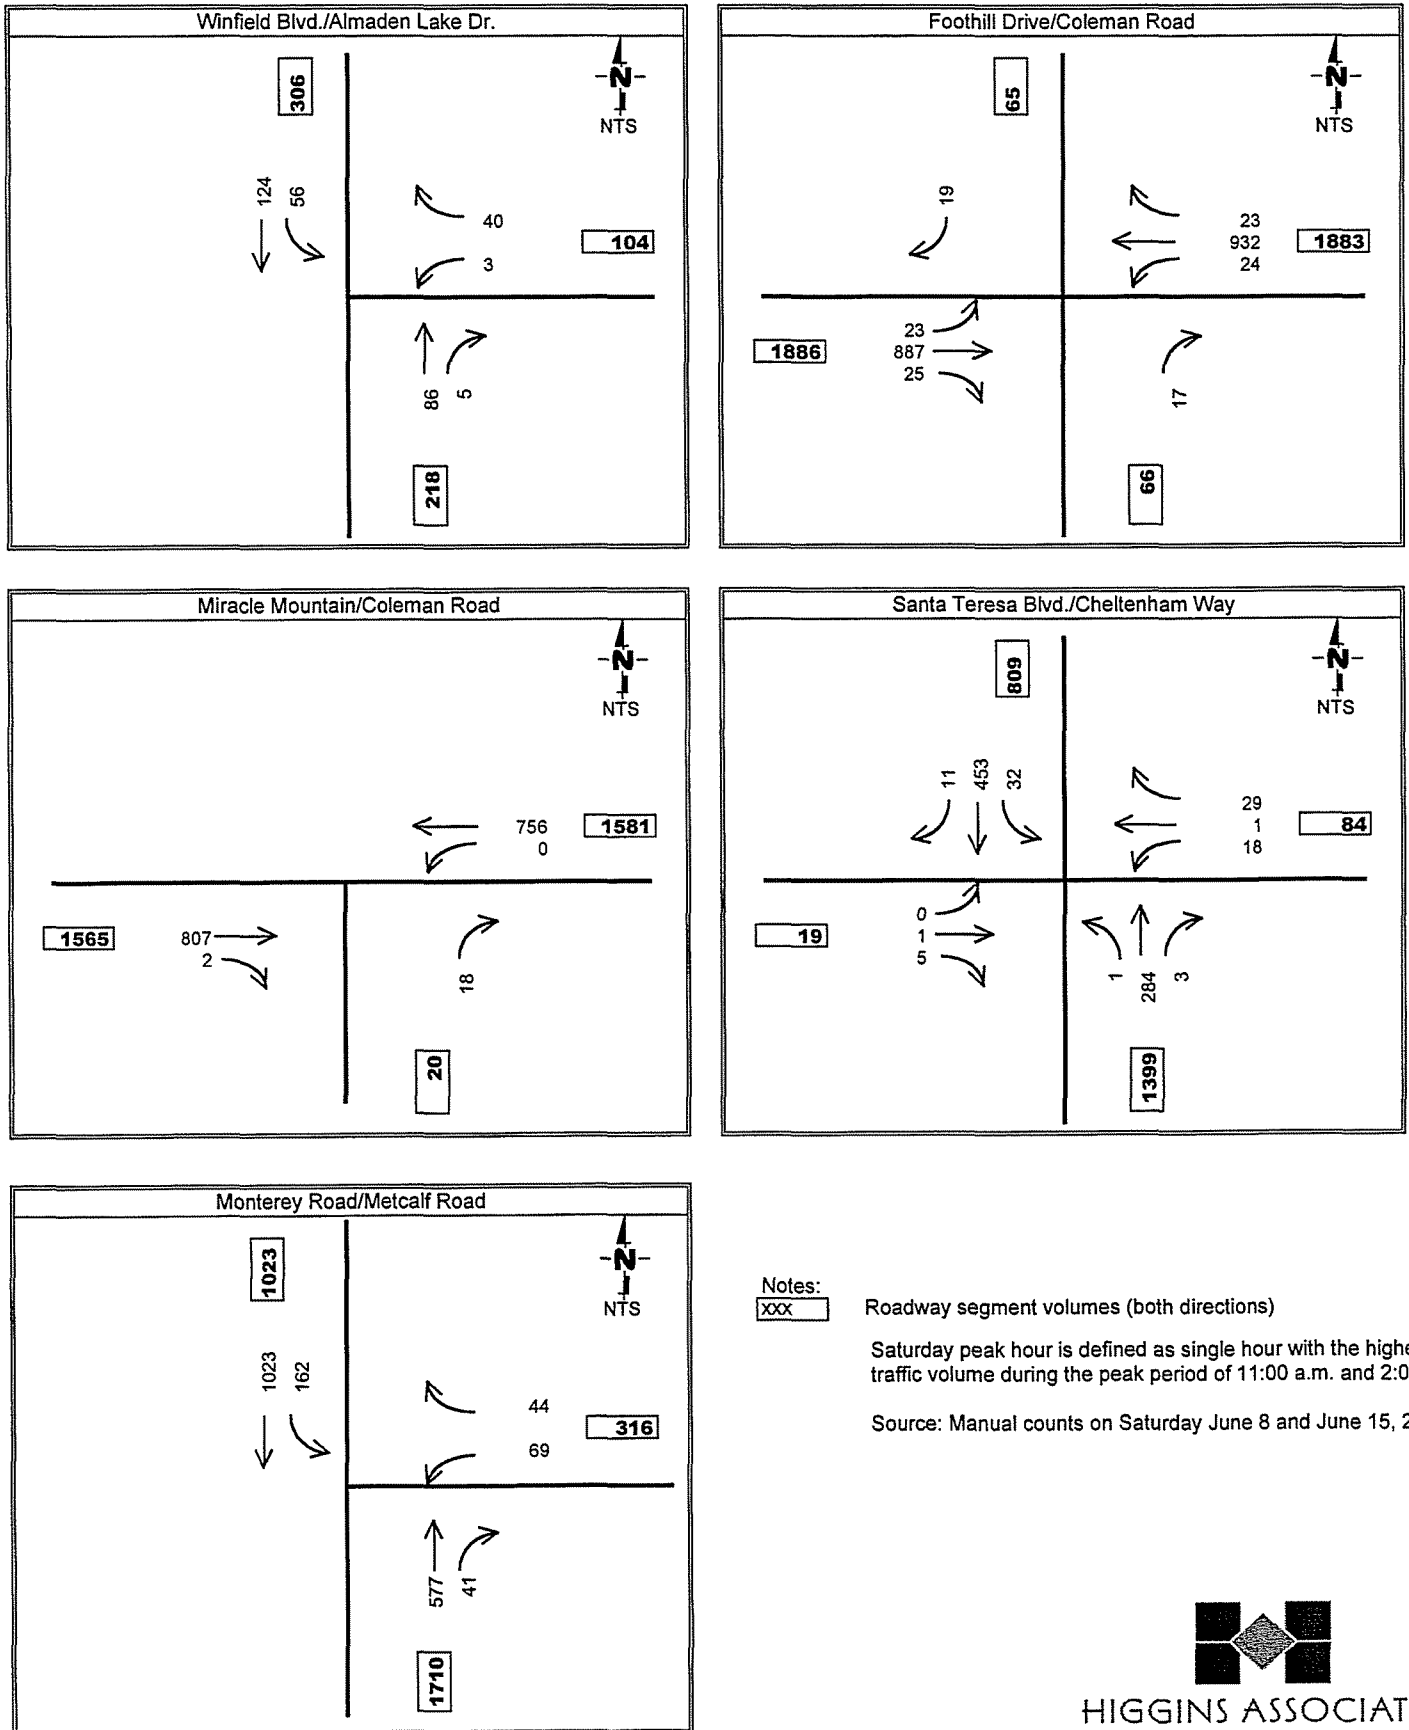 Winfield Blvd./Almaden Lake Dr.
306
N
NTS
124
56
40
3
104
86
5
218
Foothill Drive/Coleman Road
65
N
NTS
19
23
932
24
1883
1886
23
887
25
17
66
Miracle Mountain/Coleman Road
N
NTS
756
0
1581
1565
807
2
18
20
Santa Teresa Blvd./Cheltenham Way
809
N
NTS
11
453
32
29
1
18
84
19
0
1
5
1
284
3
1399
Monterey Road/Metcalf Road
1023
N
NTS
1023
162
44
69
316
577
41
1710
Notes:
XXX
Roadway segment volumes (both directions)
Saturday peak hour is defined as single hour with the highe
traffic volume during the peak period of 11:00 a.m. and 2:0
Source: Manual counts on Saturday June 8 and June 15, 2
HIGGINS ASSOCIAT